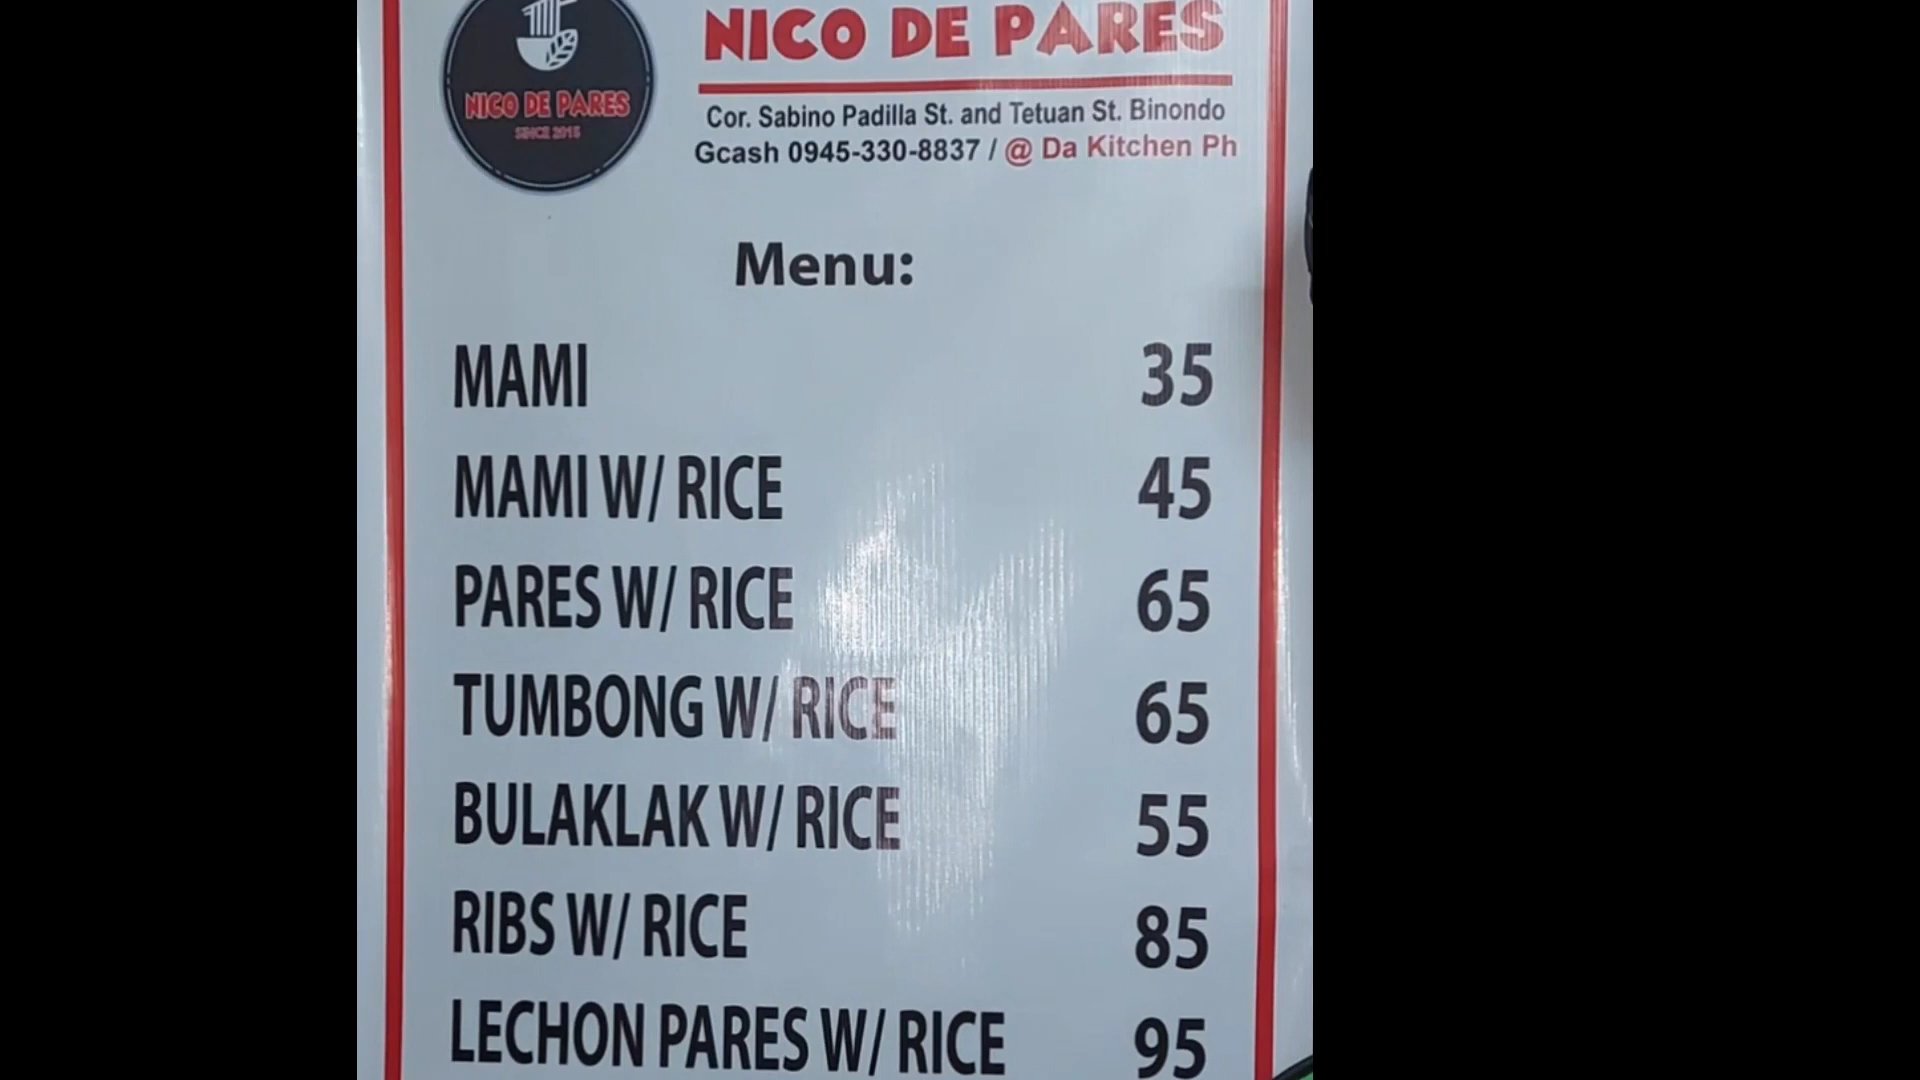 NICO DE PARES
SINCE 2015
NICO DE PARES
Cor. Sabino Padilla St. and Tetuan St. Binondo
Gcash 0945-330-8837 / @ Da Kitchen Ph
Menu:
MAMI 35
MAMI W/ RICE 45
PARES W/ RICE 65
TUMBONG W/ RICE 65
BULAKLAK W/ RICE 55
RIBS W/ RICE 85
LECHON PARES W/ RICE 95